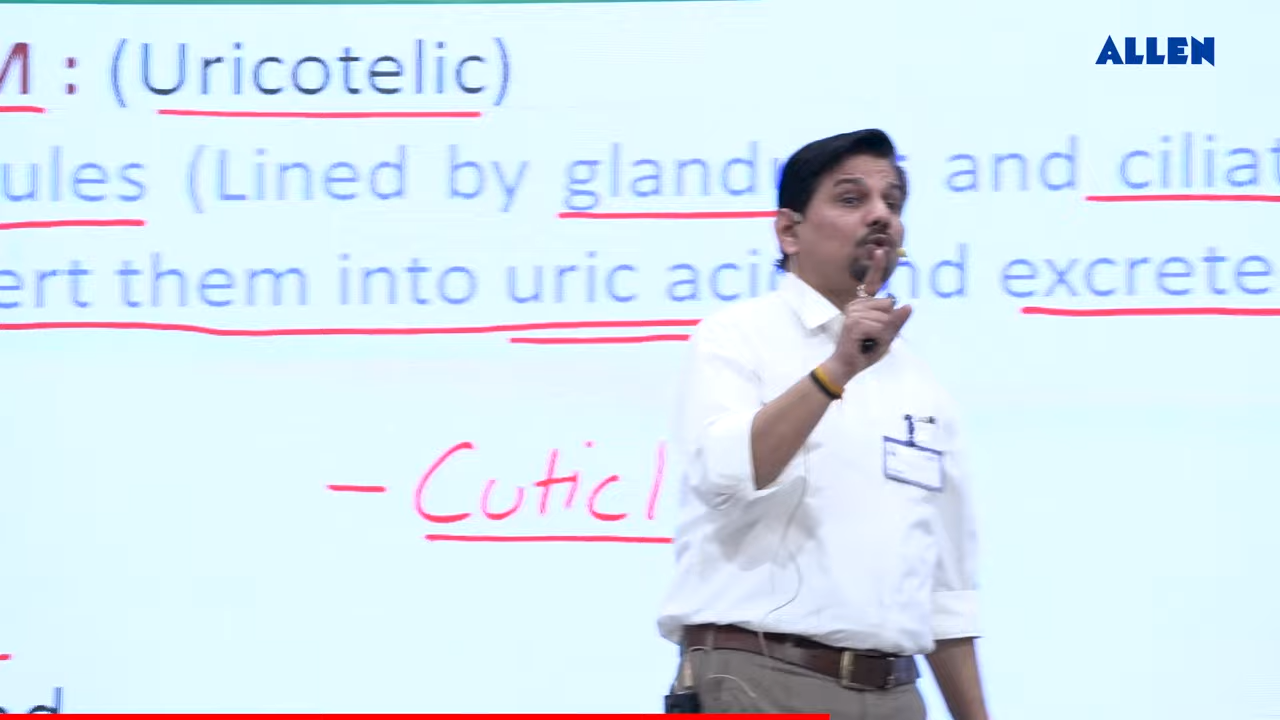 ALLEN
M : (Uricotelic)
ules (Lined by gland and ciliat
ert them into uric aci nd excrete
- Cuticl